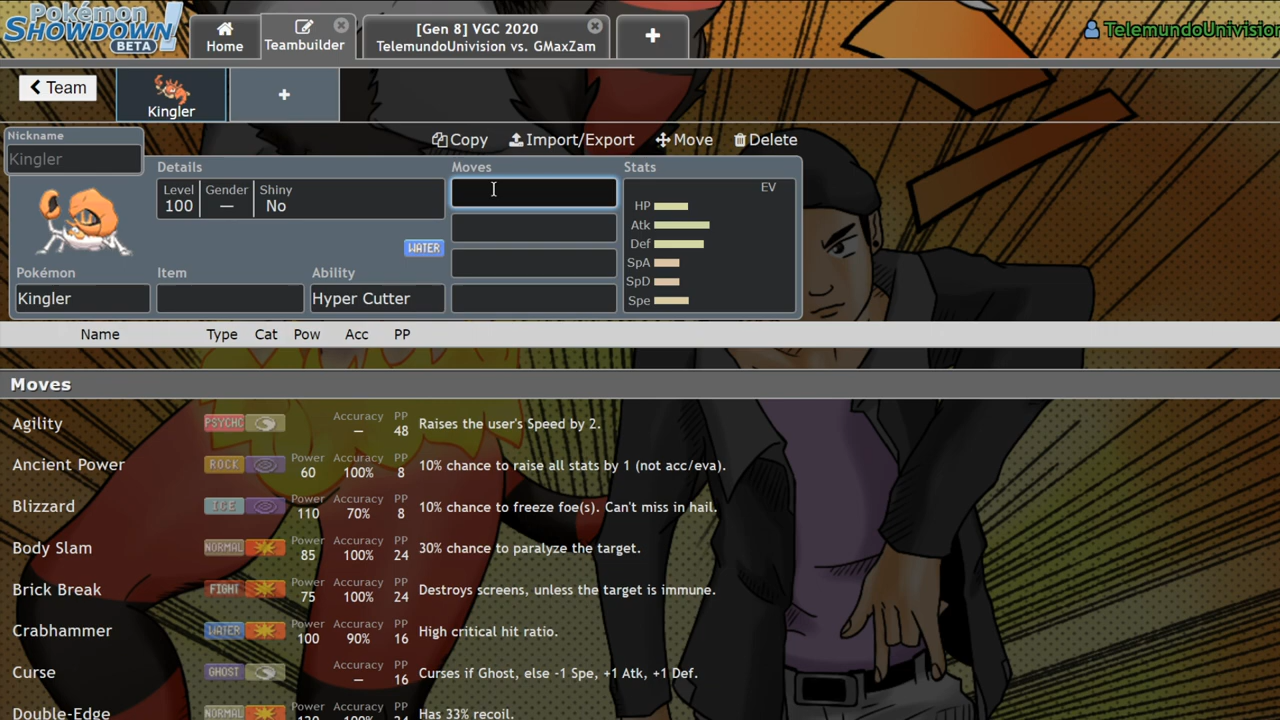 Pokémon
SHOWDOWN!
BETA
Home
Teambuilder
[Gen 8] VGC 2020
TelemundoUnivision vs. GMaxZam
+
TelemundoUnivision
Team
Kingler
+
Copy
Import/Export
Move
Delete
Nickname
Kingler
Details
Level
100
Gender
—
Shiny
No
WATER
Pokémon
Kingler
Item
Ability
Hyper Cutter
Moves
Stats
EV
HP
Atk
Def
SpA
SpD
Spe
Name Type Cat Pow Acc PP
Moves
Agility PSYCHC Accuracy — PP 48 Raises the user's Speed by 2.
Ancient Power ROCK Power 60 Accuracy 100% PP 8 10% chance to raise all stats by 1 (not acc/eva).
Blizzard ICE Power 110 Accuracy 70% PP 8 10% chance to freeze foe(s). Can't miss in hail.
Body Slam NORMAL Power 85 Accuracy 100% PP 24 30% chance to paralyze the target.
Brick Break FIGHT Power 75 Accuracy 100% PP 24 Destroys screens, unless the target is immune.
Crabhammer WATER Power 100 Accuracy 90% PP 16 High critical hit ratio.
Curse GHOST Accuracy — PP 16 Curses if Ghost, else -1 Spe, +1 Atk, +1 Def.
Double-Edge NORMAL Power 120 Accuracy 100% PP 24 Has 33% recoil.